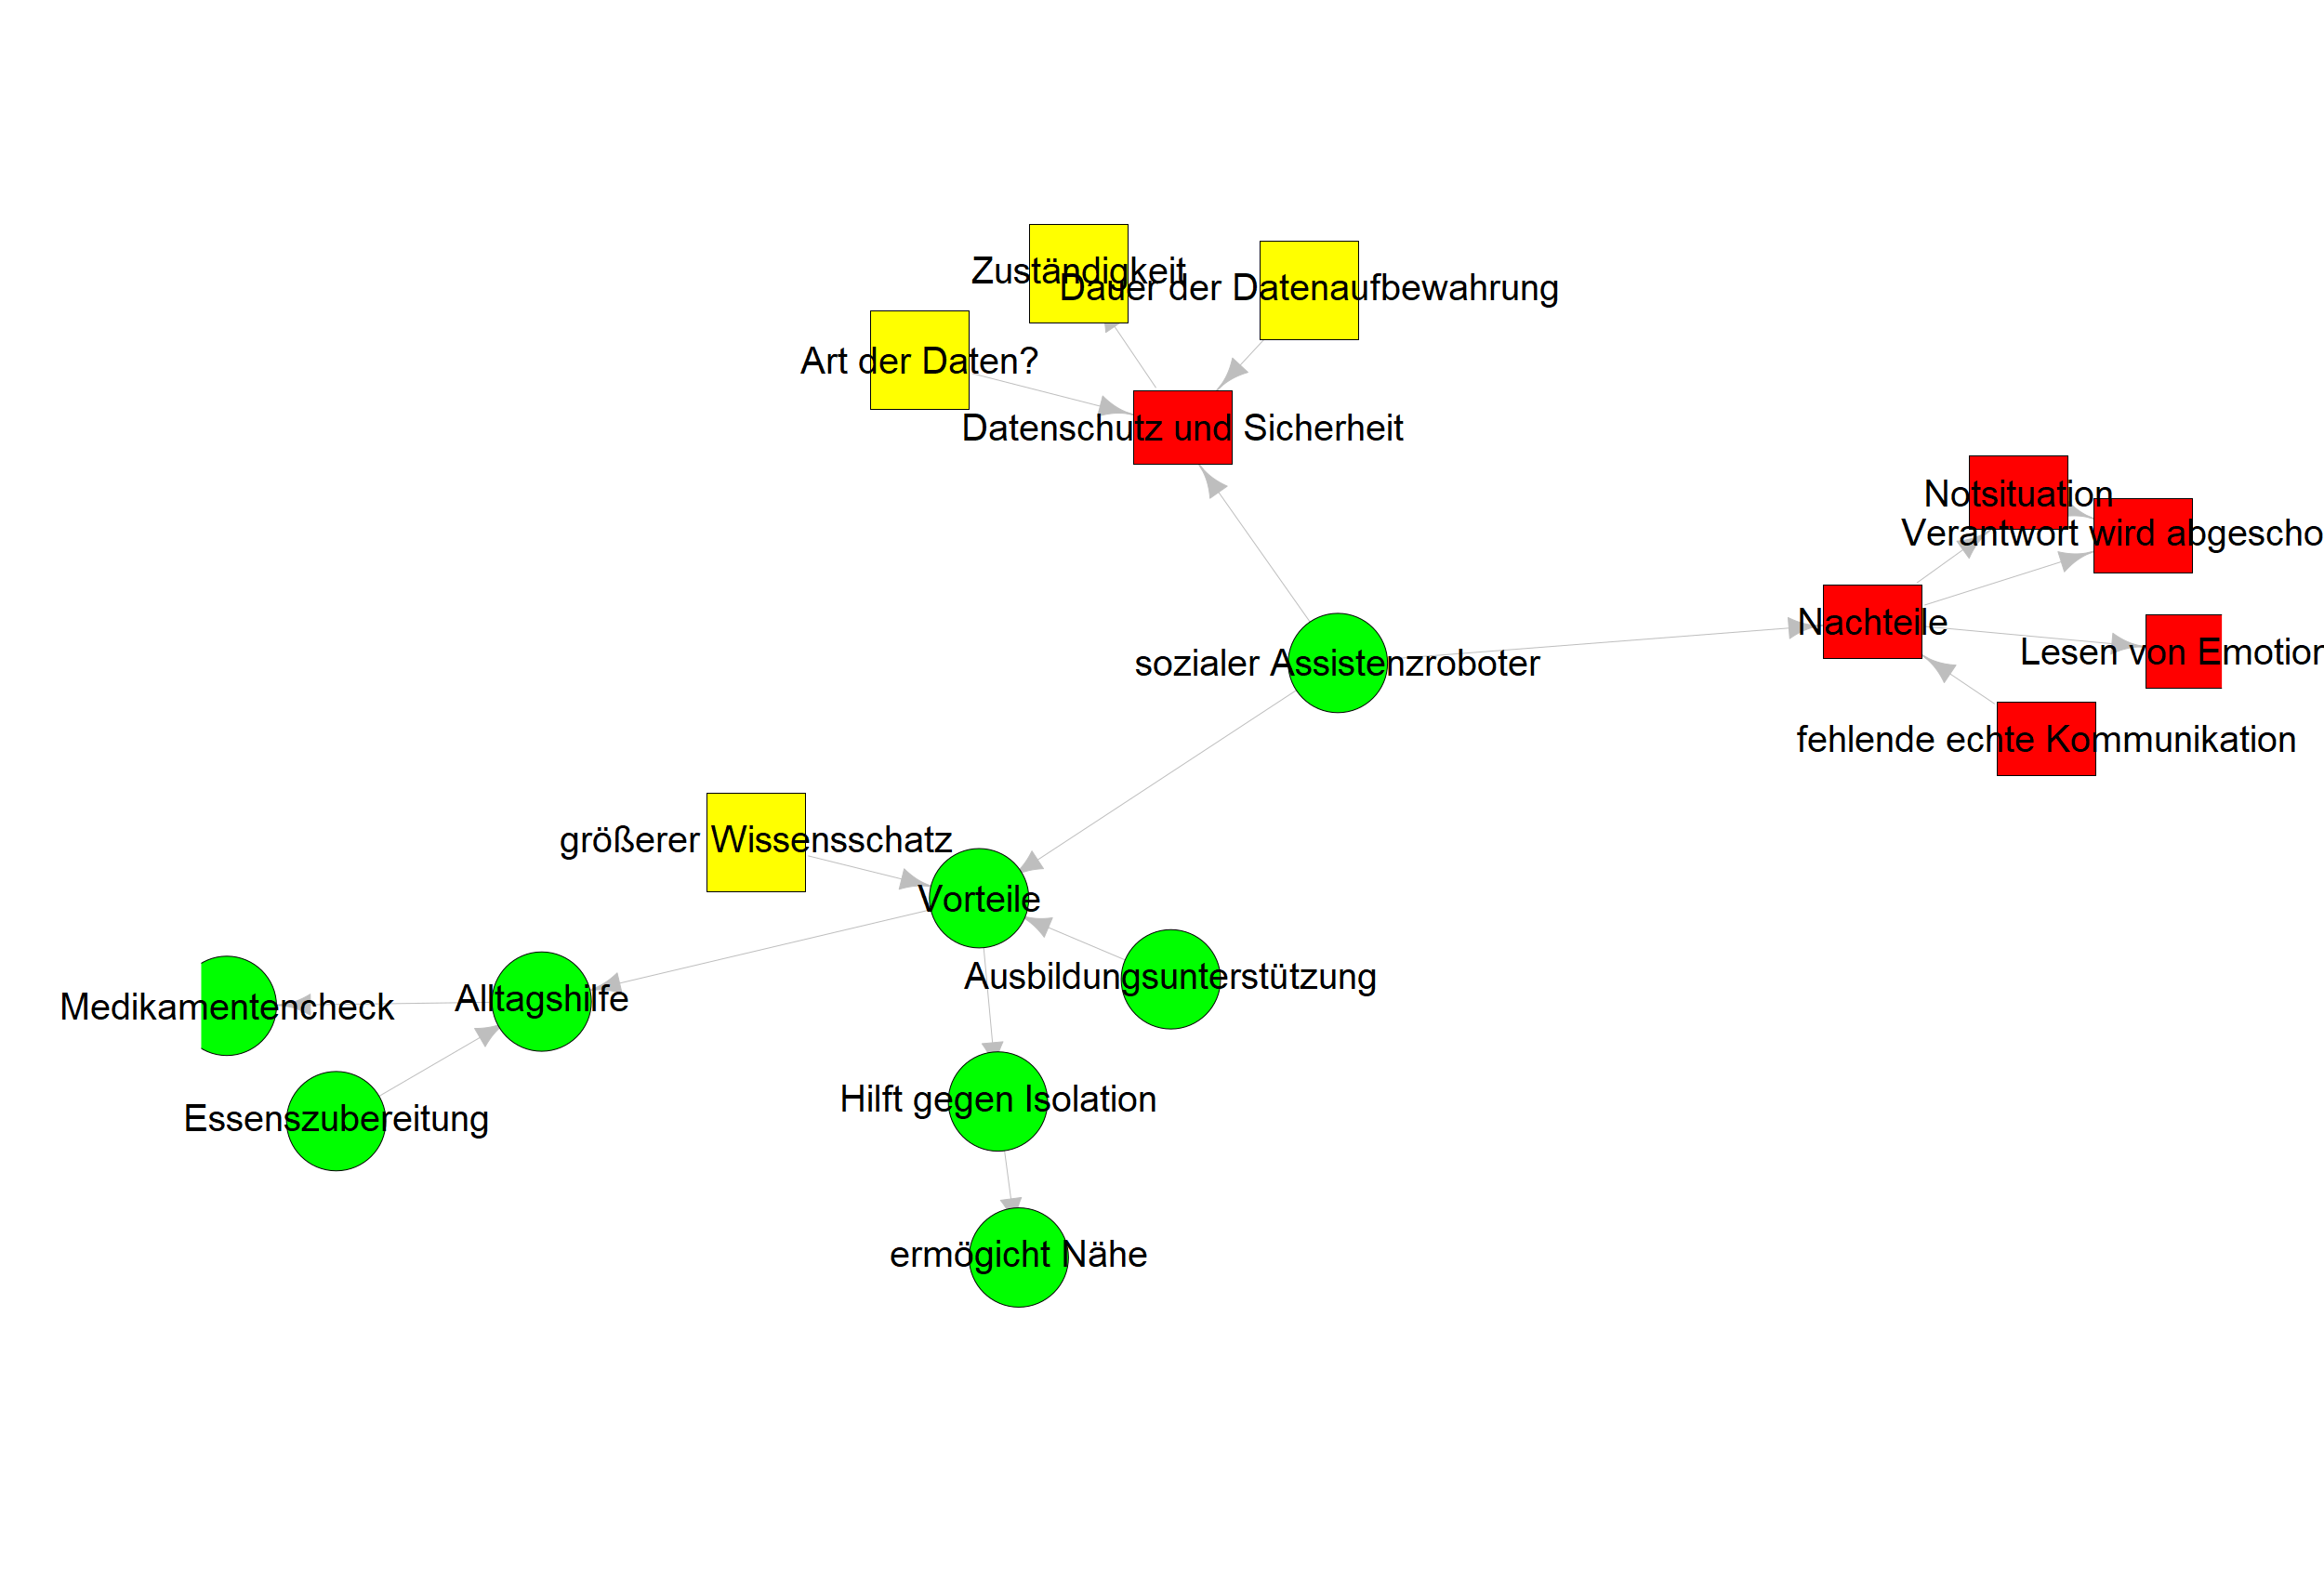 Zuständigkeit
Dauer der Datenaufbewahrung
Art der Daten?
Datenschutz und Sicherheit
Notsituation
Verantwort wird abgescho
Nachteile
Lesen von Emotion
sozialer Assistenzroboter
fehlende echte Kommunikation
größerer Wissensschatz
Vorteile
Ausbildungsunterstützung
Alltagshilfe
Medikamentencheck
Hilft gegen Isolation
Essenszubereitung
ermögicht Nähe